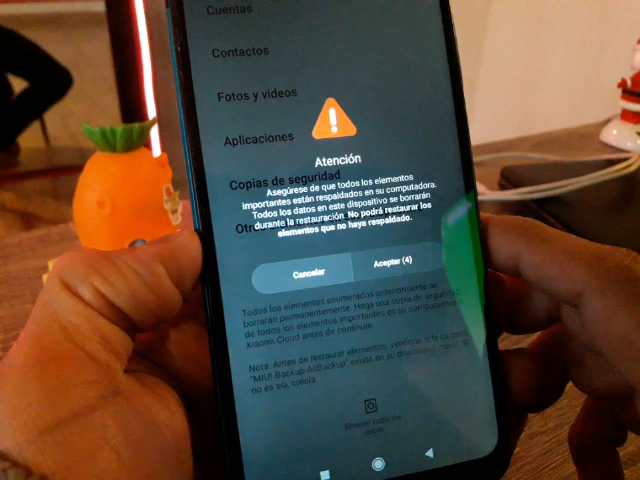 Cuentas
Contactos
Fotos y videos
Aplicaciones
Atención
Copias de seguridad
Asegúrese de que todos los elementos
importantes están respaldados en su computadora.
Todos los datos en este dispositivo se borrarán
durante la restauración. No podrá restaurar los
elementos que no haya respaldado.
Cancelar
Aceptar (4)
Todos los elementos enumerados anteriormente se
borrarán permanentemente. Haga una copia de seguridad
de todos los elementos importantes en su computadora
Xiaomi Cloud antes de continuar.
Nota: Antes de restaurar elementos, verifique si la carpeta
"MIUI-Backup-AllBackup" existe en su dispositivo
no es así, créela.